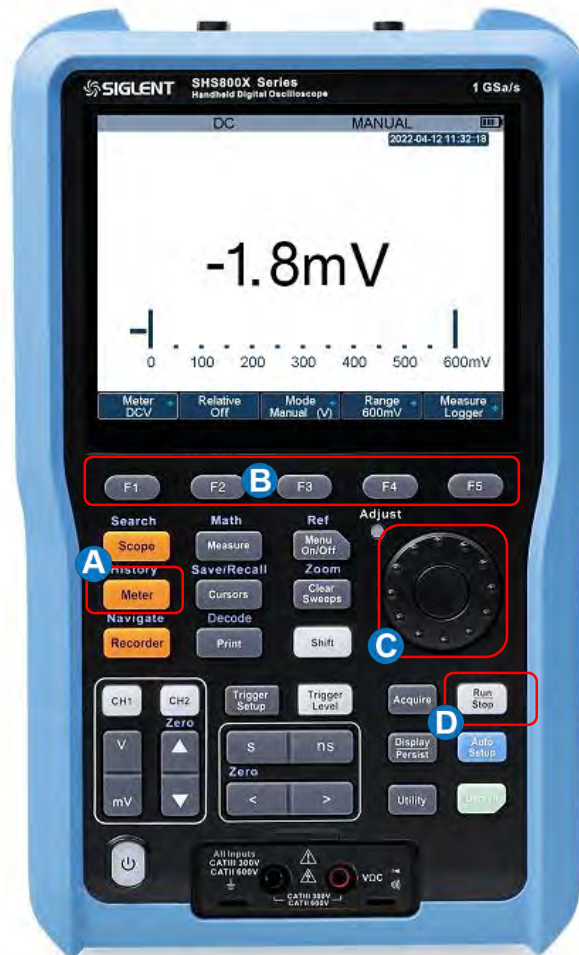 SIGLENT SHS800X Series 1 GSa/s
Handheld Digital Oscilloscope
DC MANUAL
2022-04-12 11:32:18
-1.8mV
0 100 200 300 400 500 600mV
Meter Relative Mode Range Measure
DCV Off Manual (V) 600mV Logger
F1 F2 B F3 F4 F5
Search Math Ref Adjust
Scope Measure Menu
On/Off
A
History Save/Recall Zoom
Meter Cursors Clear
Sweeps
C
Navigate Decode
Recorder Print Shift
CH1 CH2 Trigger
Setup Trigger
Level Acquire Run
Stop
D
Zero
V s ns Display
Persist Auto
Setup
Zero
mV < > Utility
All Inputs
CATIII 300V
CATII 600V
VΩC
CATIII 300V
CATII 600V